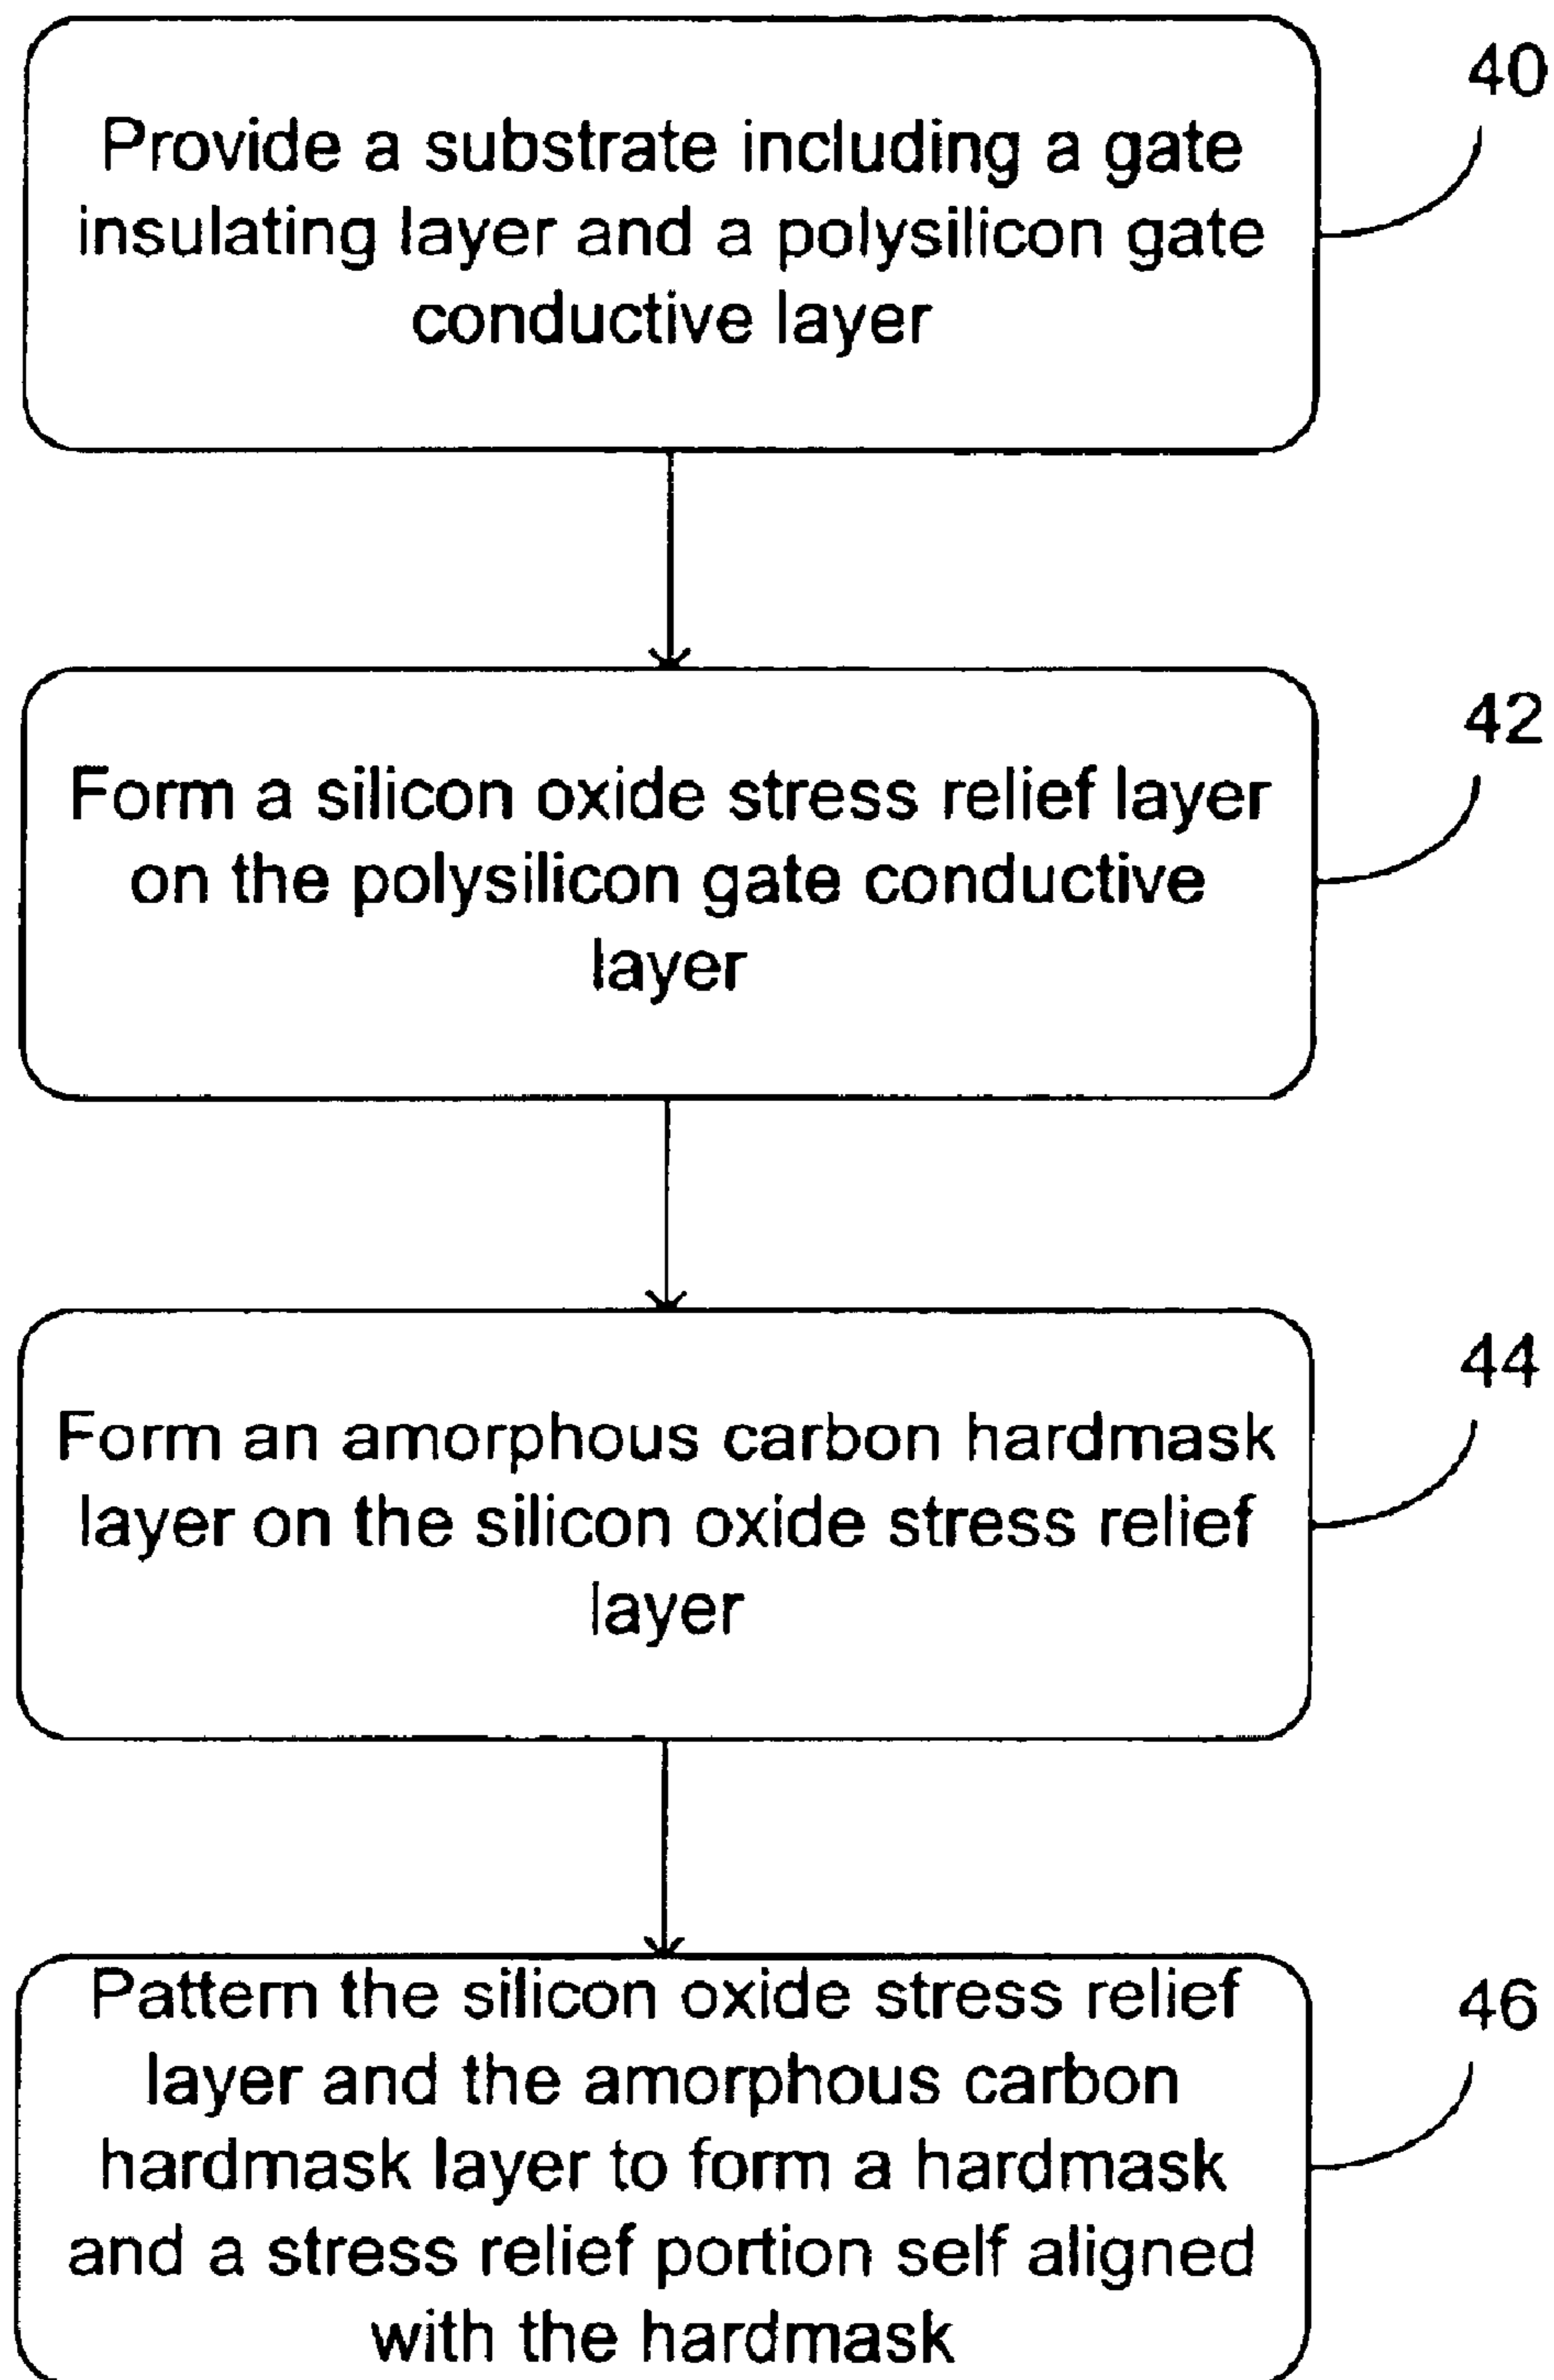 40
Provide a substrate including a gate
insulating layer and a polysilicon gate
conductive layer
42
Form a silicon oxide stress relief layer
on the polysilicon gate conductive
layer
44
Form an amorphous carbon hardmask
layer on the silicon oxide stress relief
layer
46
Pattern the silicon oxide stress relief
layer and the amorphous carbon
hardmask layer to form a hardmask
and a stress relief portion self aligned
with the hardmask